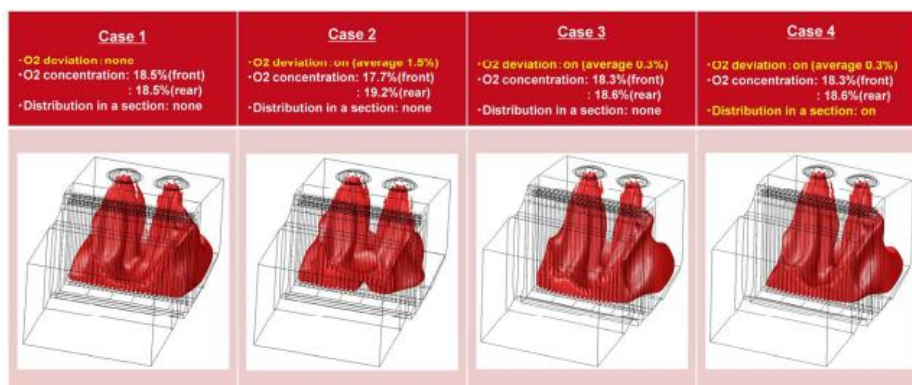 Case 1
・O2 deviation : none
・O2 concentration: 18.5%(front)
: 18.5%(rear)
・Distribution in a section: none
Case 2
・O2 deviation: on (average 1.5%)
・O2 concentration: 17.7%(front)
: 19.2%(rear)
・Distribution in a section: none
Case 3
・O2 deviation: on (average 0.3%)
・O2 concentration: 18.3%(front)
: 18.6%(rear)
・Distribution in a section: none
Case 4
・O2 deviation: on (average 0.3%)
・O2 concentration: 18.3%(front)
: 18.6%(rear)
・Distribution in a section: on